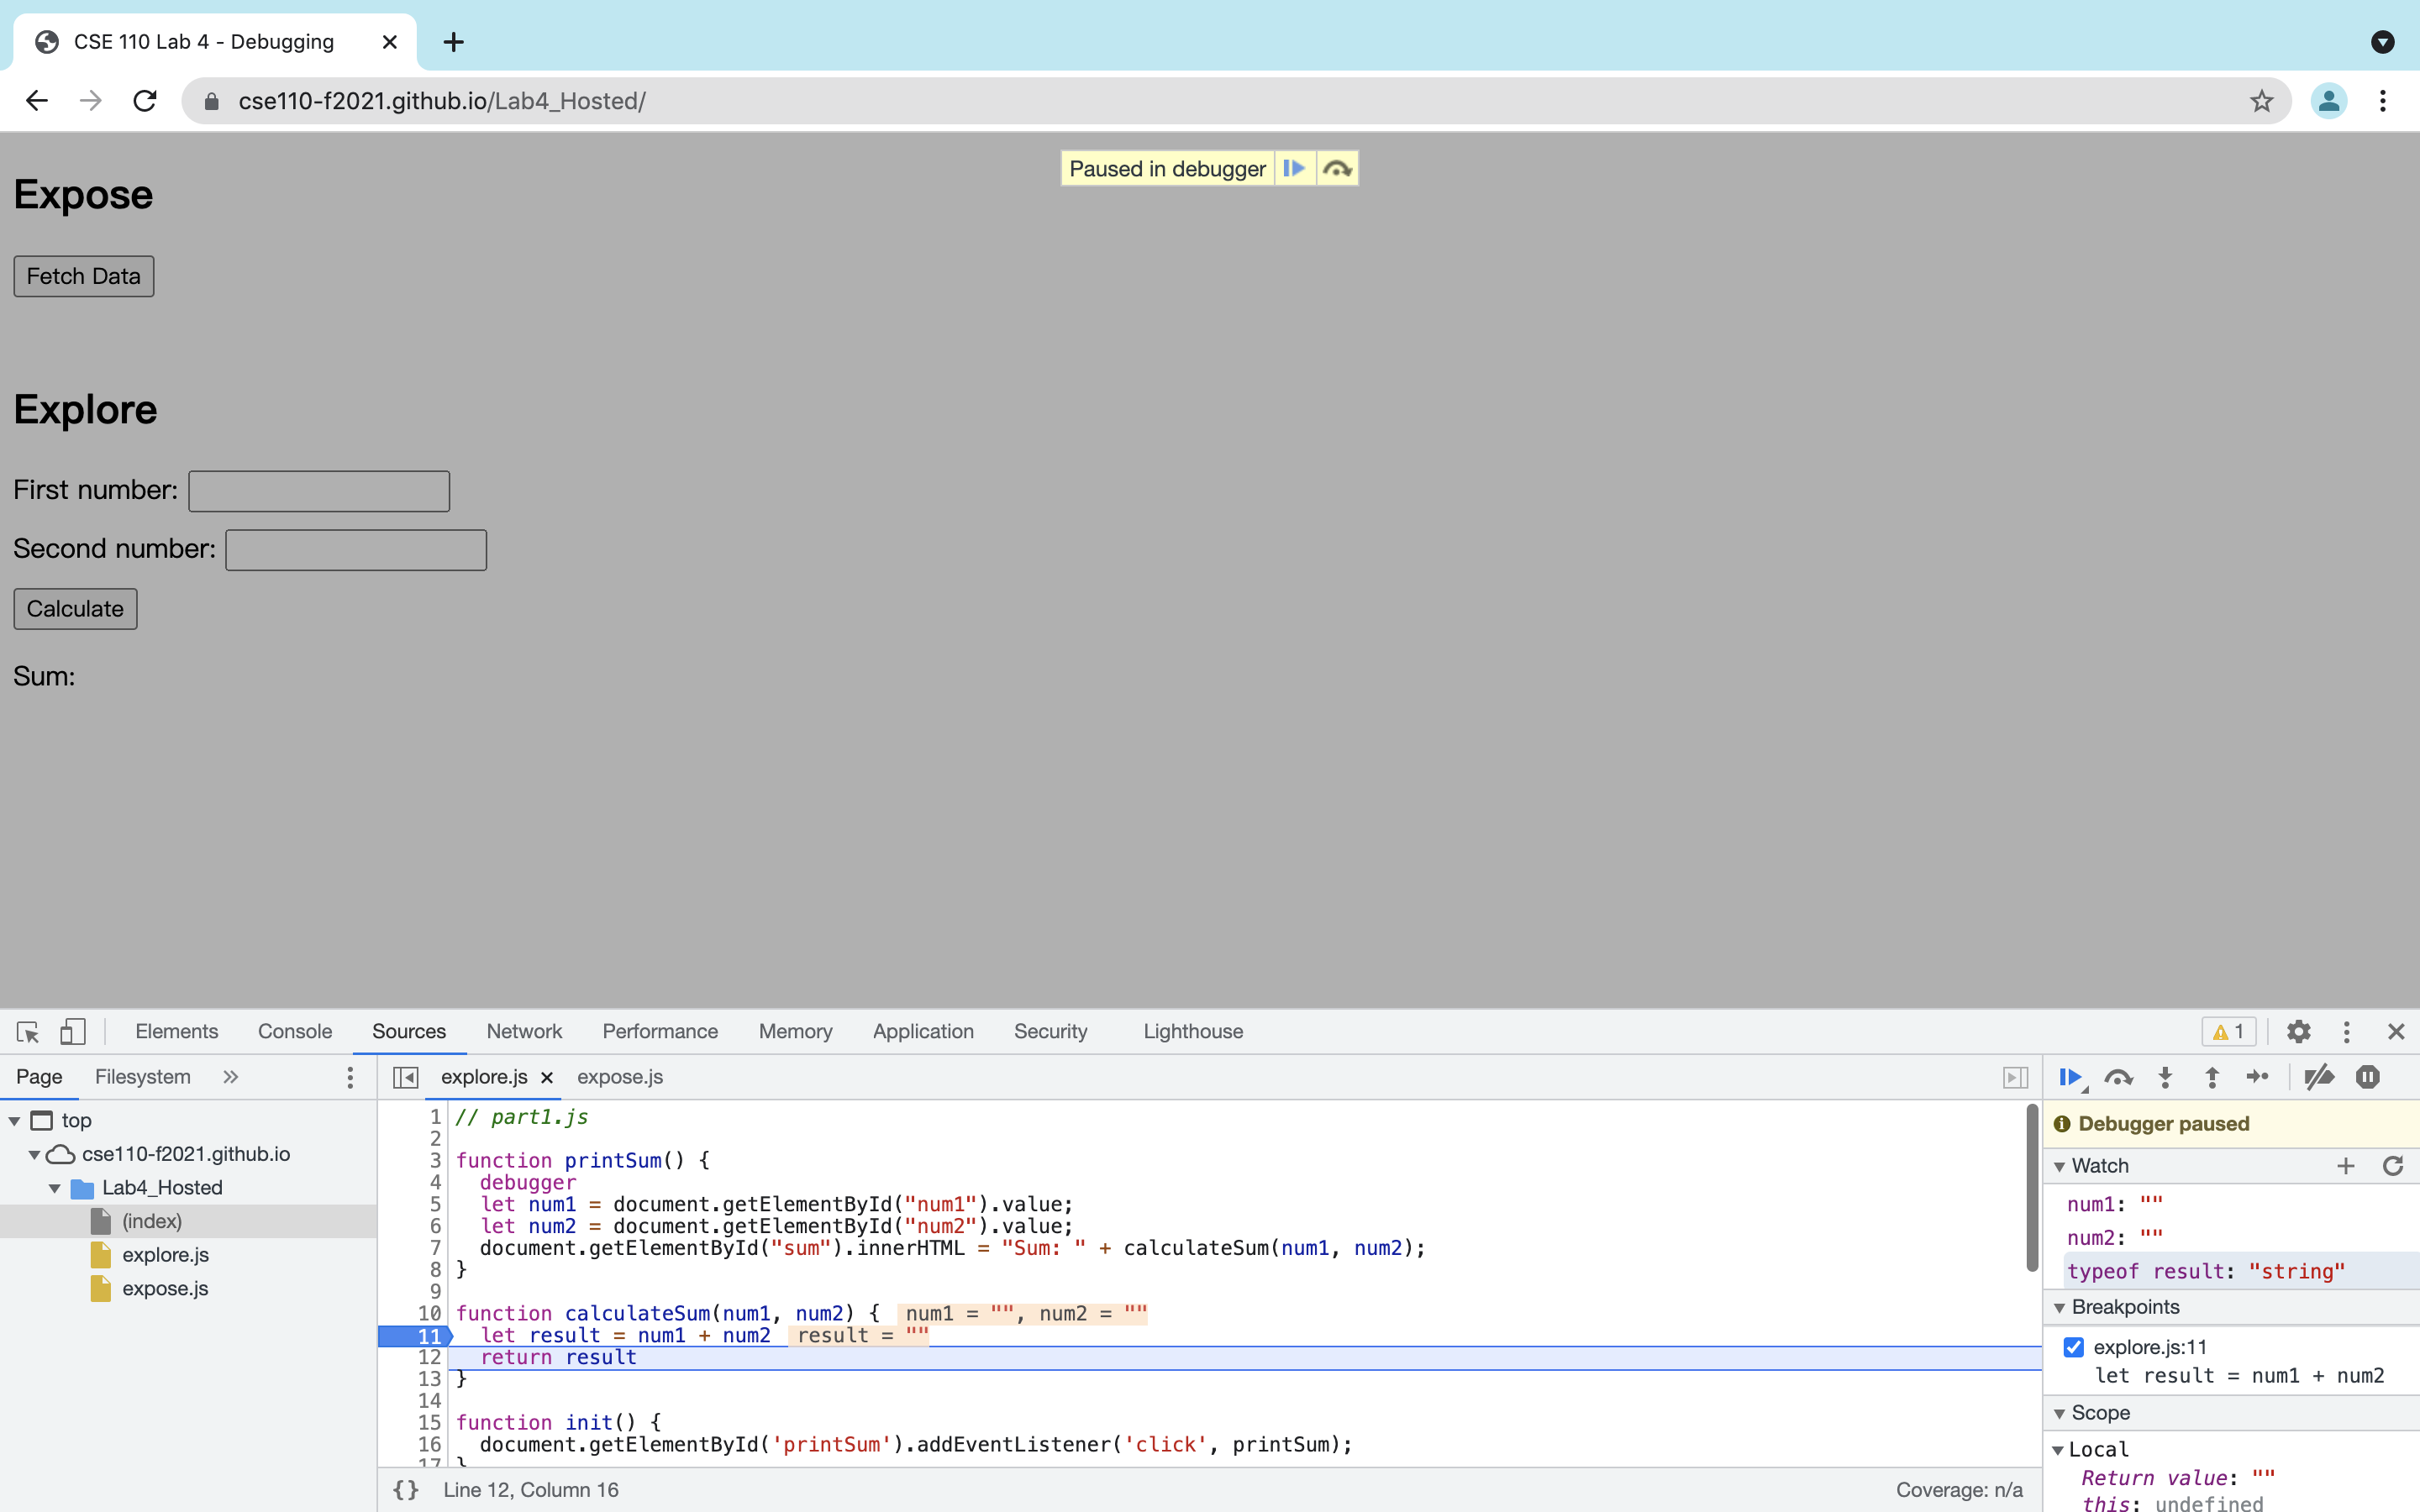 CSE 110 Lab 4 - Debugging
cse110-f2021.github.io/Lab4_Hosted/
Paused in debugger
Expose
Fetch Data
Explore
First number:
Second number:
Calculate
Sum:
Elements Console Sources Network Performance Memory Application Security Lighthouse 1
Page Filesystem »
explore.js × expose.js
top
cse110-f2021.github.io
Lab4_Hosted
(index)
explore.js
expose.js
1 // part1.js
2
3 function printSum() {
4 debugger
5 let num1 = document.getElementById("num1").value;
6 let num2 = document.getElementById("num2").value;
7 document.getElementById("sum").innerHTML = "Sum: " + calculateSum(num1, num2);
8 }
9
10 function calculateSum(num1, num2) { num1 = "", num2 = ""
11 let result = num1 + num2 result = ""
12 return result
13 }
14
15 function init() {
16 document.getElementById('printSum').addEventListener('click', printSum);
17 }
{} Line 12, Column 16 Coverage: n/a
Debugger paused
Watch
num1: ""
num2: ""
typeof result: "string"
Breakpoints
explore.js:11
let result = num1 + num2
Scope
Local
Return value: ""
this: undefined